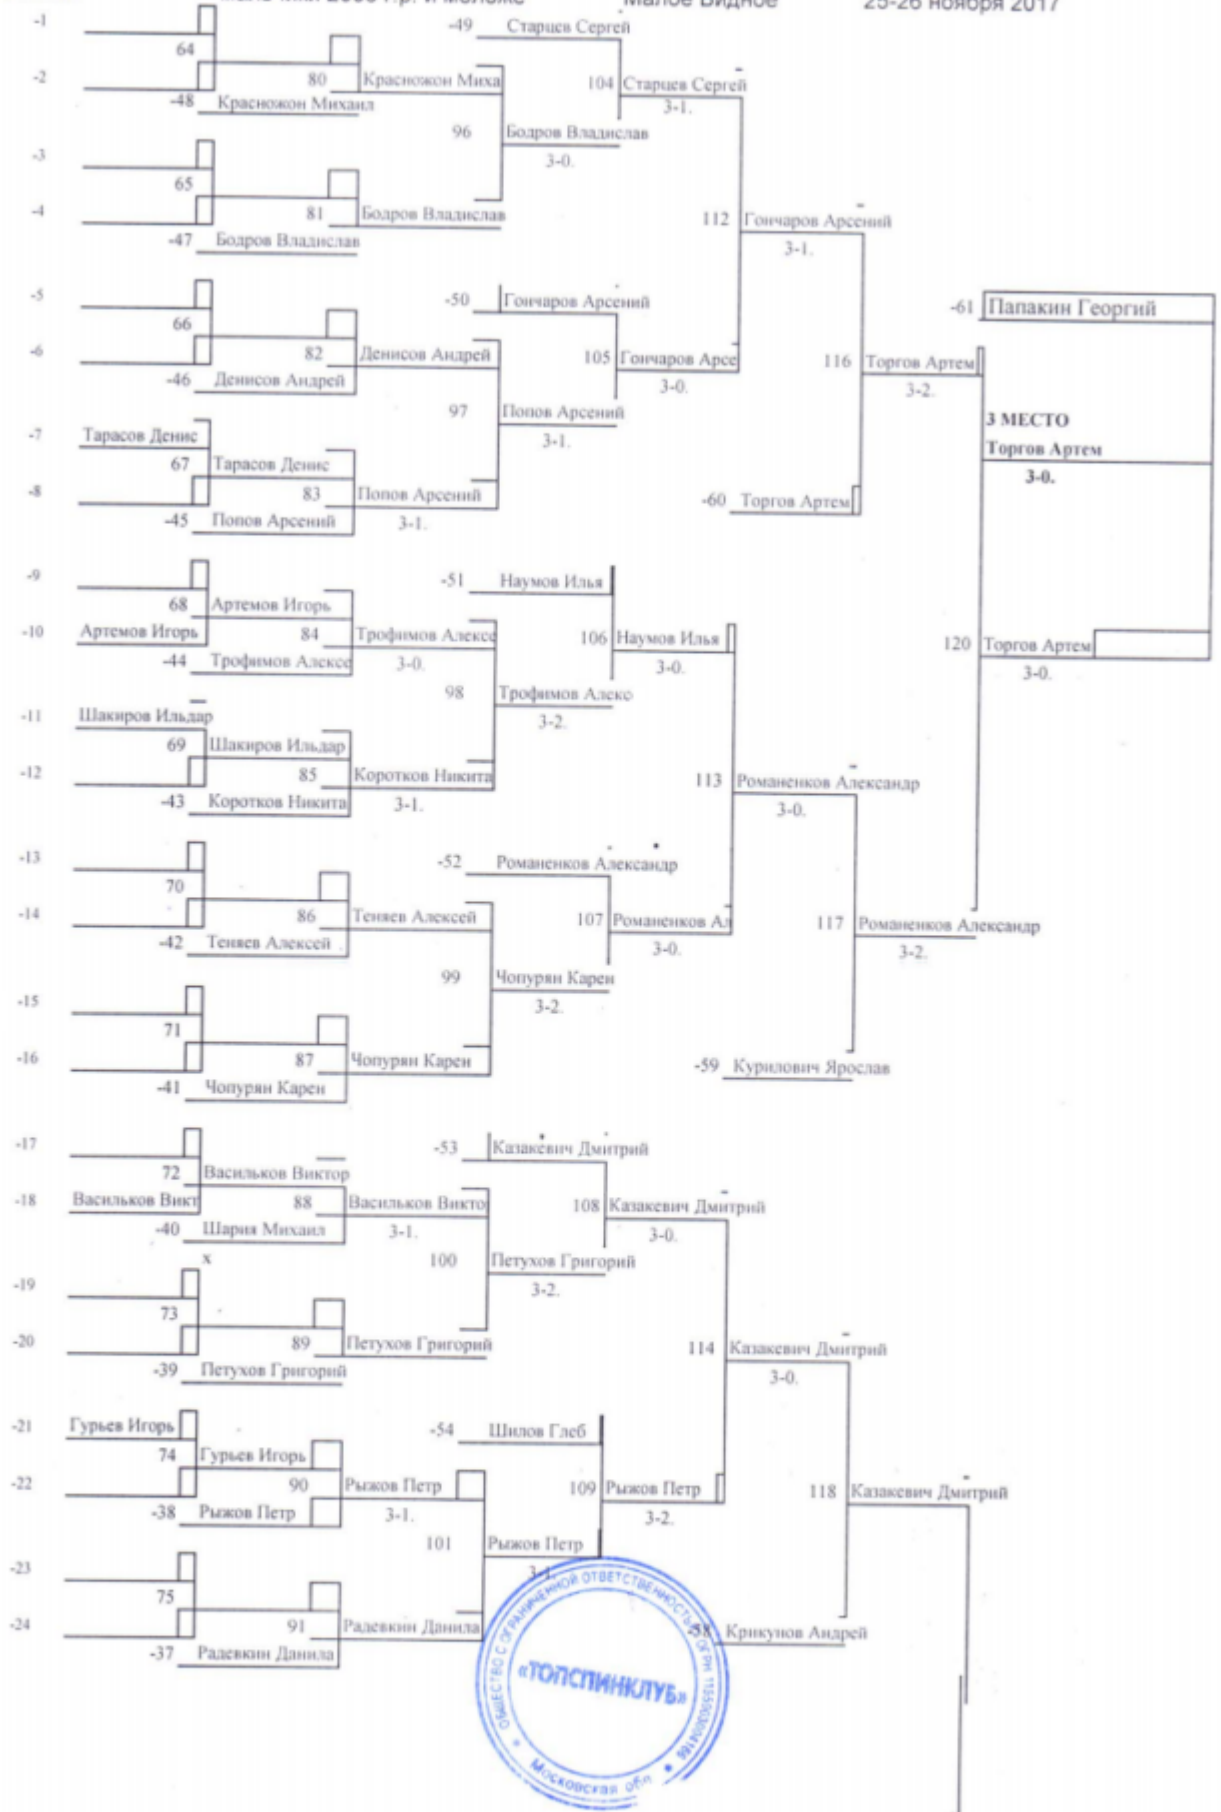 Малое Видное 25-26 ноября 2017
-1
-49 Старцев Сергей
64
-2
80 Красножон Миха
104 Старцев Сергей
-48 Красножон Михаил
3-1.
96 Бодров Владислав
-3
3-0.
65
-4
81 Бодров Владислав
112 Гончаров Арсений
-47 Бодров Владислав
3-1.
-5
-50 Гончаров Арсений
-61 Папакин Георгий
66
-6
82 Денисов Андрей
105 Гончаров Арсе
116 Торгов Артем
-46 Денисов Андрей
3-0.
3-2.
97 Попов Арсений
3 МЕСТО
-7 Тарасов Денис
3-1.
Торгов Артем
67 Тарасов Денис
3-0.
-8
83 Попов Арсений
-60 Торгов Артем
-45 Попов Арсений
3-1.
-9
-51 Наумов Илья
68 Артемов Игорь
-10 Артемов Игорь
84 Трофимов Алексе
106 Наумов Илья
120 Торгов Артем
-44 Трофимов Алексе
3-0.
3-0.
3-0.
98 Трофимов Алекс
-11 Шакиров Ильдар
3-2.
69 Шакиров Ильдар
-12
85 Коротков Никита
113 Романенков Александр
-43 Коротков Никита
3-1.
3-0.
-13
-52 Романенков Александр
70
-14
86 Теняев Алексей
107 Романенков Ал
117 Романенков Александр
-42 Теняев Алексей
3-0.
3-2.
99 Чопурян Карен
-15
3-2.
71
-16
87 Чопурян Карен
-59 Курилович Ярослав
-41 Чопурян Карен
-17
-53 Казакевич Дмитрий
72 Васильков Виктор
-18 Васильков Викт
88 Васильков Викто
108 Казакевич Дмитрий
-40 Шария Михаил
3-1.
3-0.
х
100 Петухов Григорий
-19
3-2.
73
-20
89 Петухов Григорий
114 Казакевич Дмитрий
-39 Петухов Григорий
3-0.
-21 Гурьев Игорь
-54 Шилов Глеб
74 Гурьев Игорь
-22
90 Рыжов Петр
109 Рыжов Петр
118 Казакевич Дмитрий
-38 Рыжов Петр
3-1.
3-2.
101 Рыжов Петр
-23
3-1.
75
-24
91 Радевкин Данила
-58 Крикунов Андрей
-37 Радевкин Данила
ОБЩЕСТВО С ОГРАНИЧЕННОЙ ОТВЕТСТВЕННОСТЬЮ ОГРН
«ТОПСПИНКЛУБ»
Московская обл.